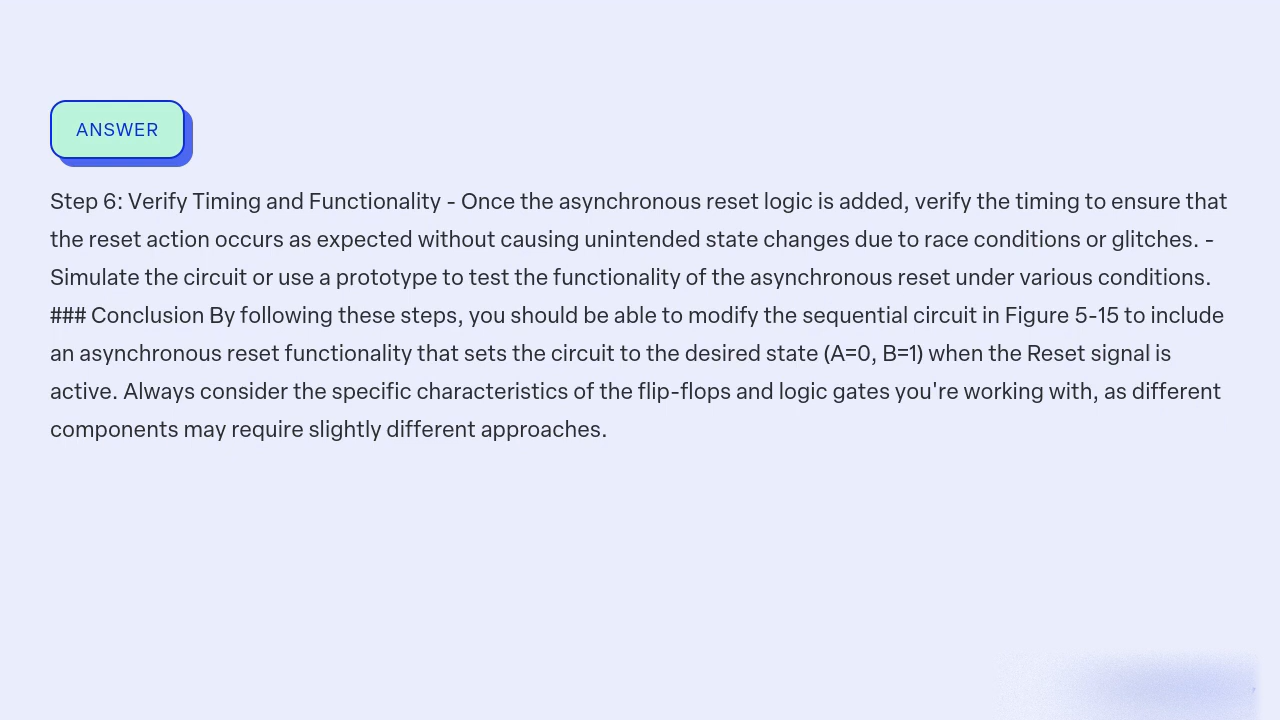 ANSWER
Step 6: Verify Timing and Functionality - Once the asynchronous reset logic is added, verify the timing to ensure that
the reset action occurs as expected without causing unintended state changes due to race conditions or glitches. -
Simulate the circuit or use a prototype to test the functionality of the asynchronous reset under various conditions.
### Conclusion By following these steps, you should be able to modify the sequential circuit in Figure 5-15 to include
an asynchronous reset functionality that sets the circuit to the desired state (A=0, B=1) when the Reset signal is
active. Always consider the specific characteristics of the flip-flops and logic gates you're working with, as different
components may require slightly different approaches.